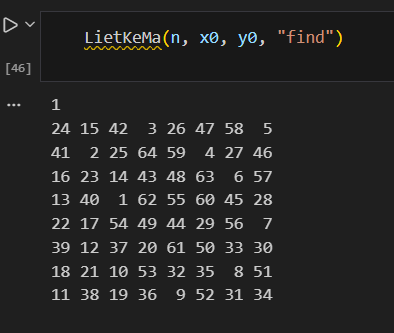 LietKeMa(n, x0, y0, "find")
[46]
...
1
24 15 42  3 26 47 58  5
41  2 25 64 59  4 27 46
16 23 14 43 48 63  6 57
13 40  1 62 55 60 45 28
22 17 54 49 44 29 56  7
39 12 37 20 61 50 33 30
18 21 10 53 32 35  8 51
11 38 19 36  9 52 31 34